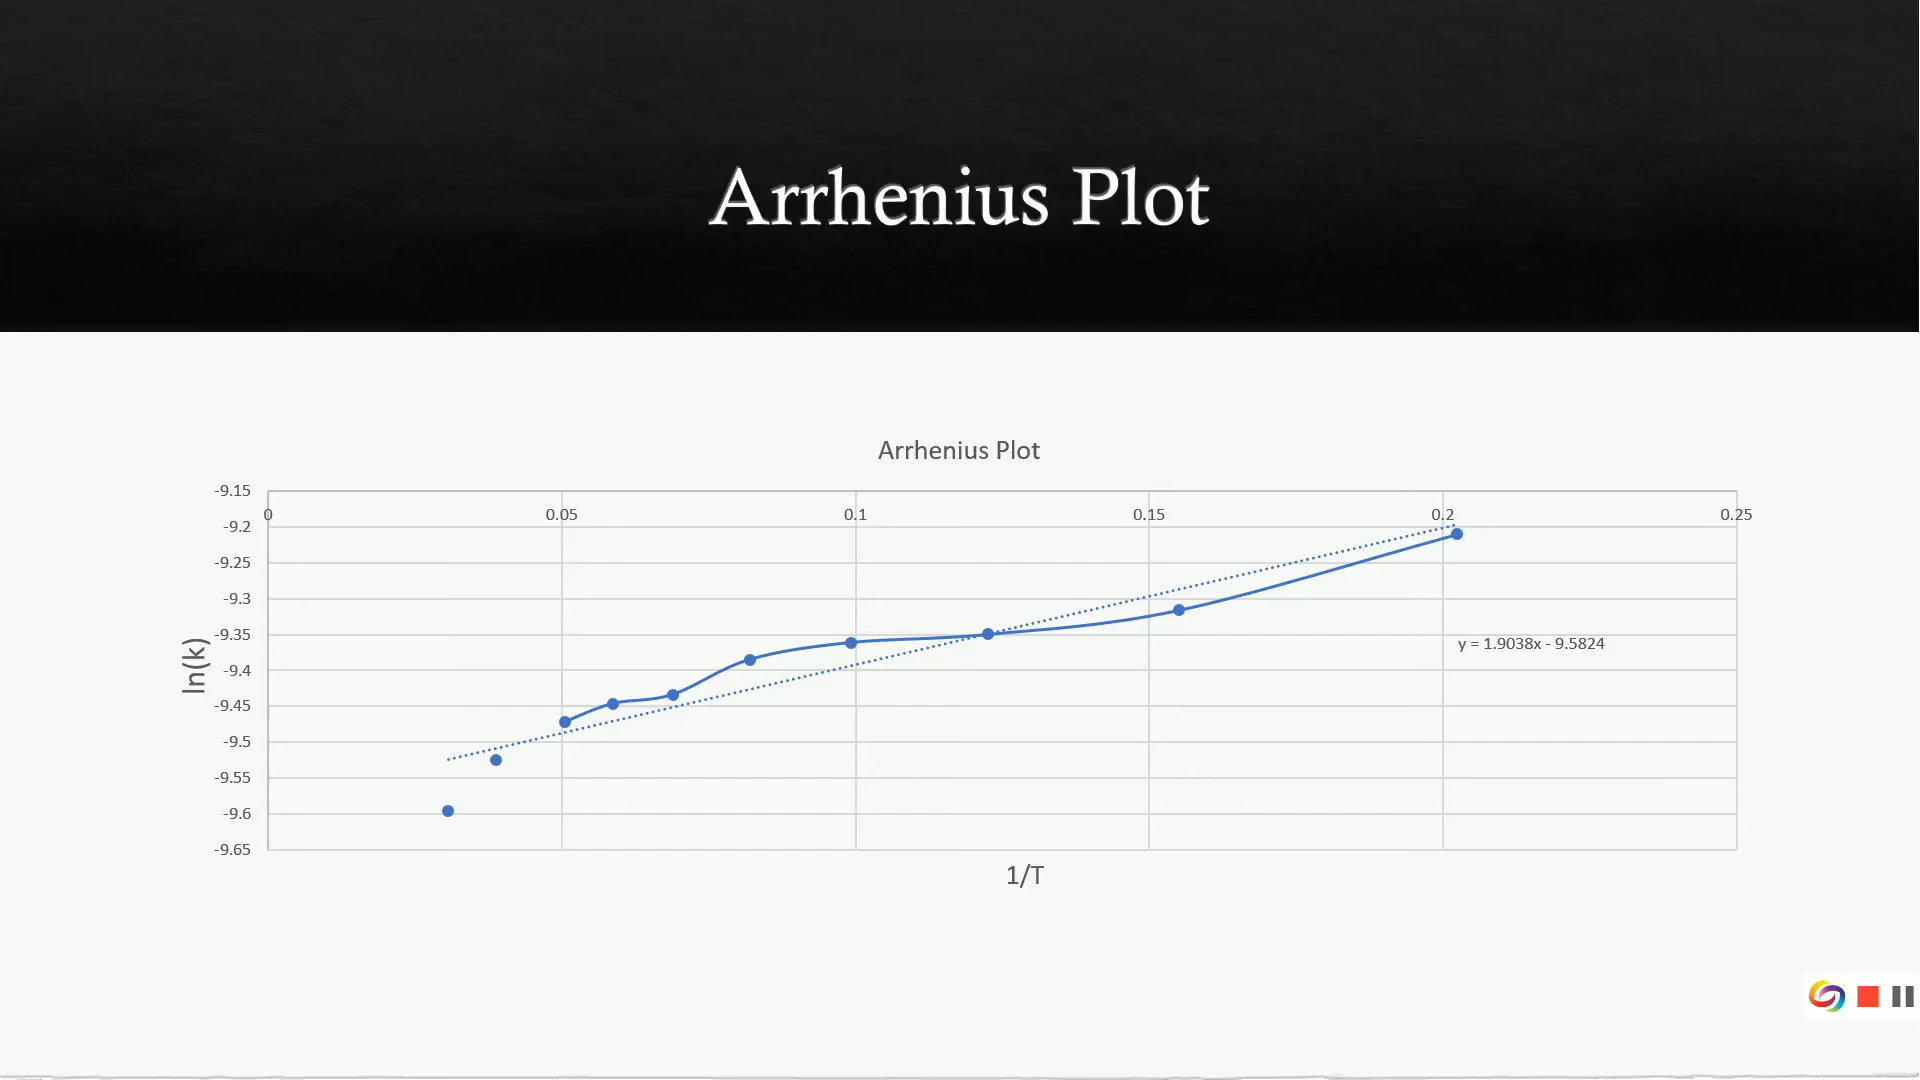 Arrhenius Plot
Arrhenius Plot
-9.15
0 0.05 0.1 0.15 0.2 0.25
-9.2
-9.25
-9.3
-9.35
y = 1.9038x - 9.5824
ln(k)
-9.4
-9.45
-9.5
-9.55
-9.6
-9.65
1/T